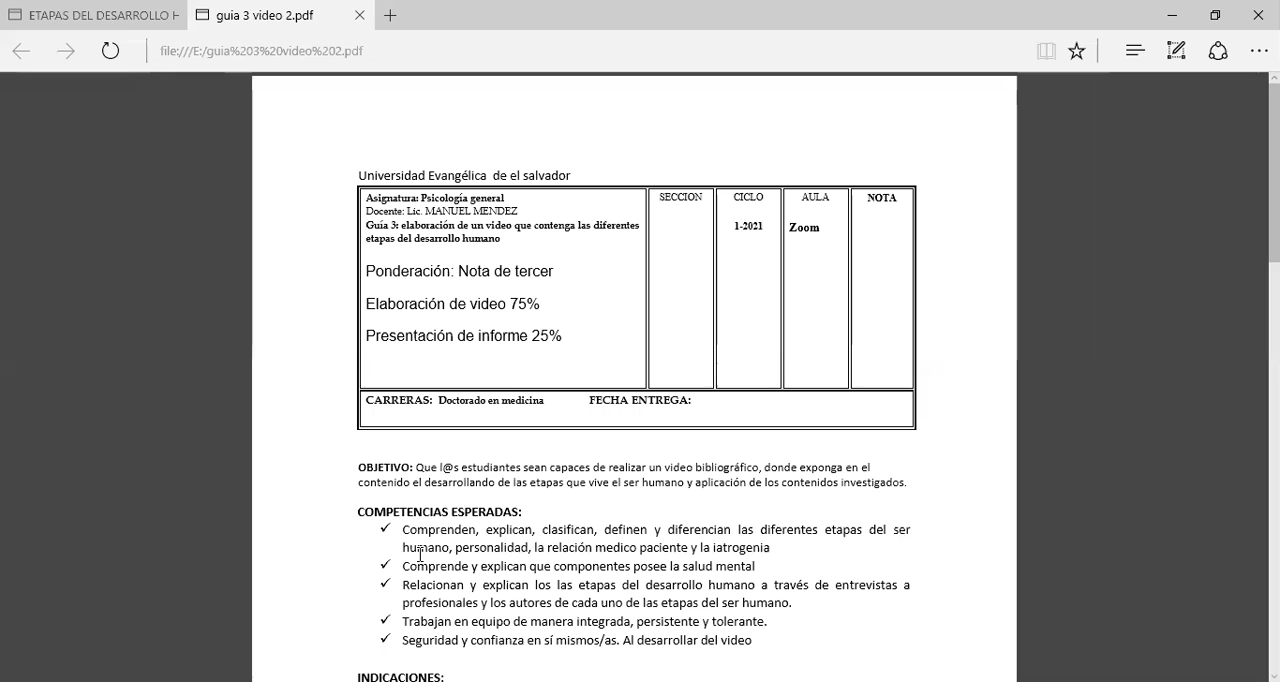 ETAPAS DEL DESARROLLO H
guia 3 video 2.pdf
file:///E:/guia%203%20video%202.pdf
Universidad Evangélica de el salvador
Asignatura: Psicología general
Docente: Lic. MANUEL MENDEZ
Guía 3: elaboración de un video que contenga las diferentes
etapas del desarrollo humano
Ponderación: Nota de tercer
Elaboración de video 75%
Presentación de informe 25%
SECCION
CICLO
1-2021
AULA
Zoom
NOTA
CARRERAS: Doctorado en medicina FECHA ENTREGA:
OBJETIVO: Que l@s estudiantes sean capaces de realizar un video bibliográfico, donde exponga en el
contenido el desarrollando de las etapas que vive el ser humano y aplicación de los contenidos investigados.
COMPETENCIAS ESPERADAS:
✓ Comprenden, explican, clasifican, definen y diferencian las diferentes etapas del ser
humano, personalidad, la relación medico paciente y la iatrogenia
✓ Comprende y explican que componentes posee la salud mental
✓ Relacionan y explican los las etapas del desarrollo humano a través de entrevistas a
profesionales y los autores de cada uno de las etapas del ser humano.
✓ Trabajan en equipo de manera integrada, persistente y tolerante.
✓ Seguridad y confianza en sí mismos/as. Al desarrollar del video
INDICACIONES: